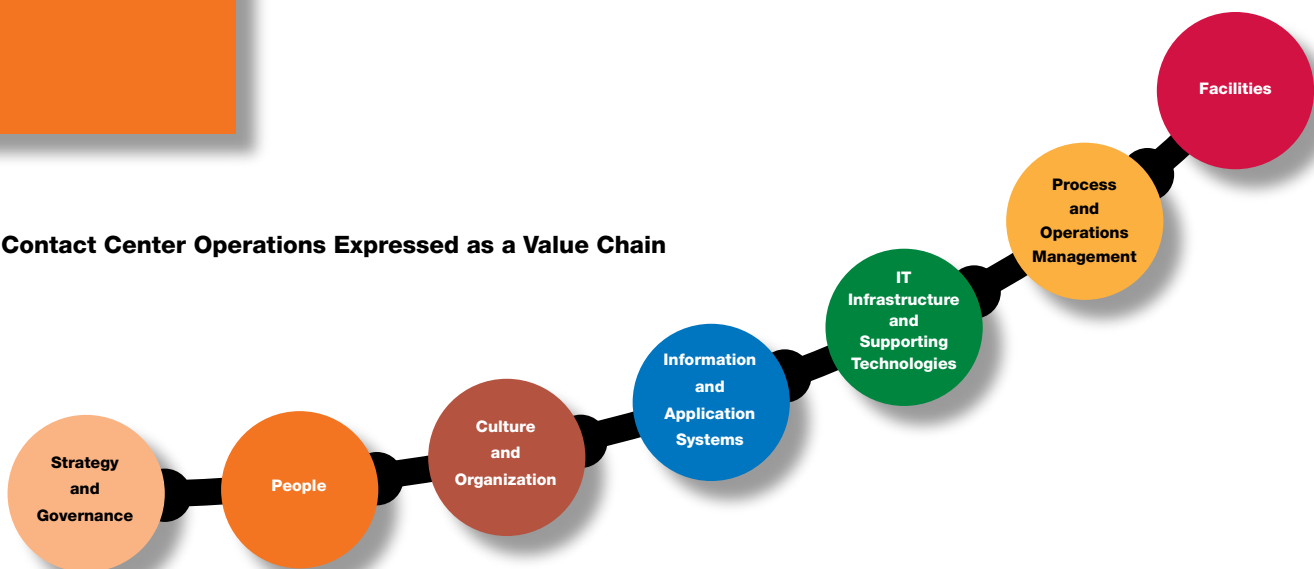 Contact Center Operations Expressed as a Value Chain
Strategy
and
Governance
People
Culture
and
Organization
Information
and
Application
Systems
IT
Infrastructure
and
Supporting
Technologies
Process
and
Operations
Management
Facilities